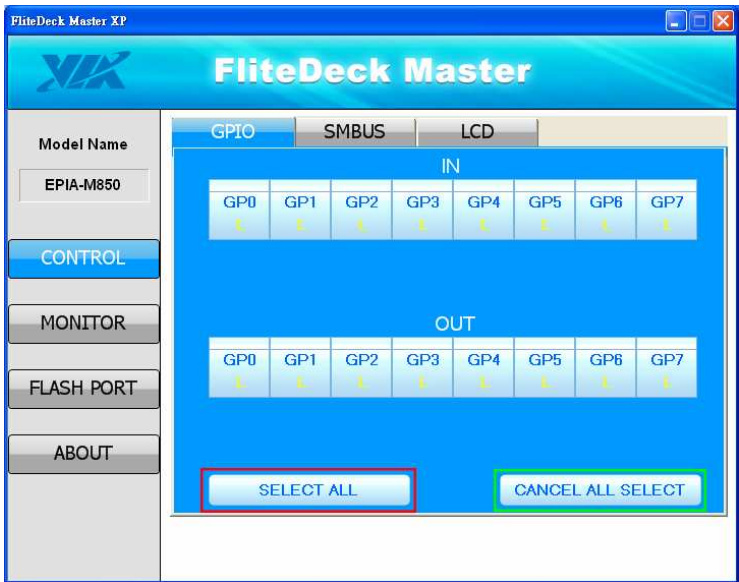 FliteDeck Master XP
VIA
FliteDeck Master
Model Name
EPIA-M850
CONTROL
MONITOR
FLASH PORT
ABOUT
GPIO SMBUS LCD
IN
GP0 GP1 GP2 GP3 GP4 GP5 GP6 GP7
L L L L L L L L
OUT
GP0 GP1 GP2 GP3 GP4 GP5 GP6 GP7
L L L L L L L L
SELECT ALL CANCEL ALL SELECT